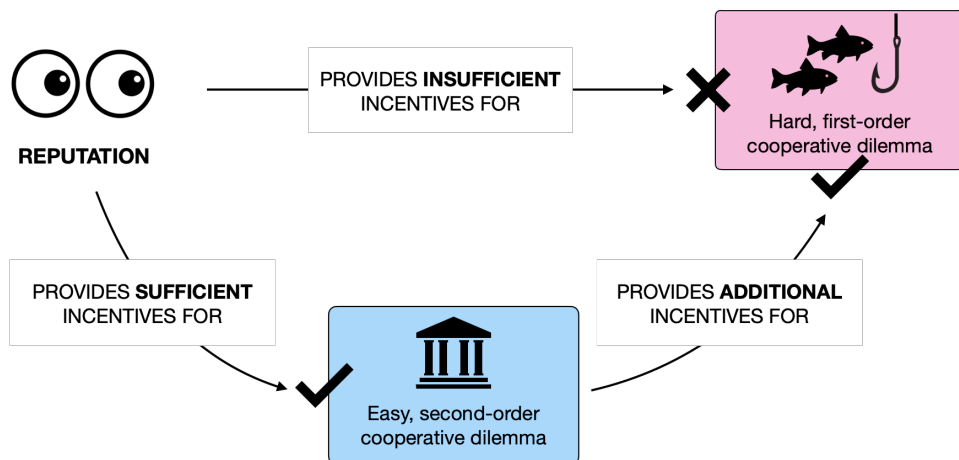 PROVIDES INSUFFICIENT
INCENTIVES FOR
REPUTATION
Hard, first-order
cooperative dilemma
PROVIDES SUFFICIENT
INCENTIVES FOR
PROVIDES ADDITIONAL
INCENTIVES FOR
Easy, second-order
cooperative dilemma